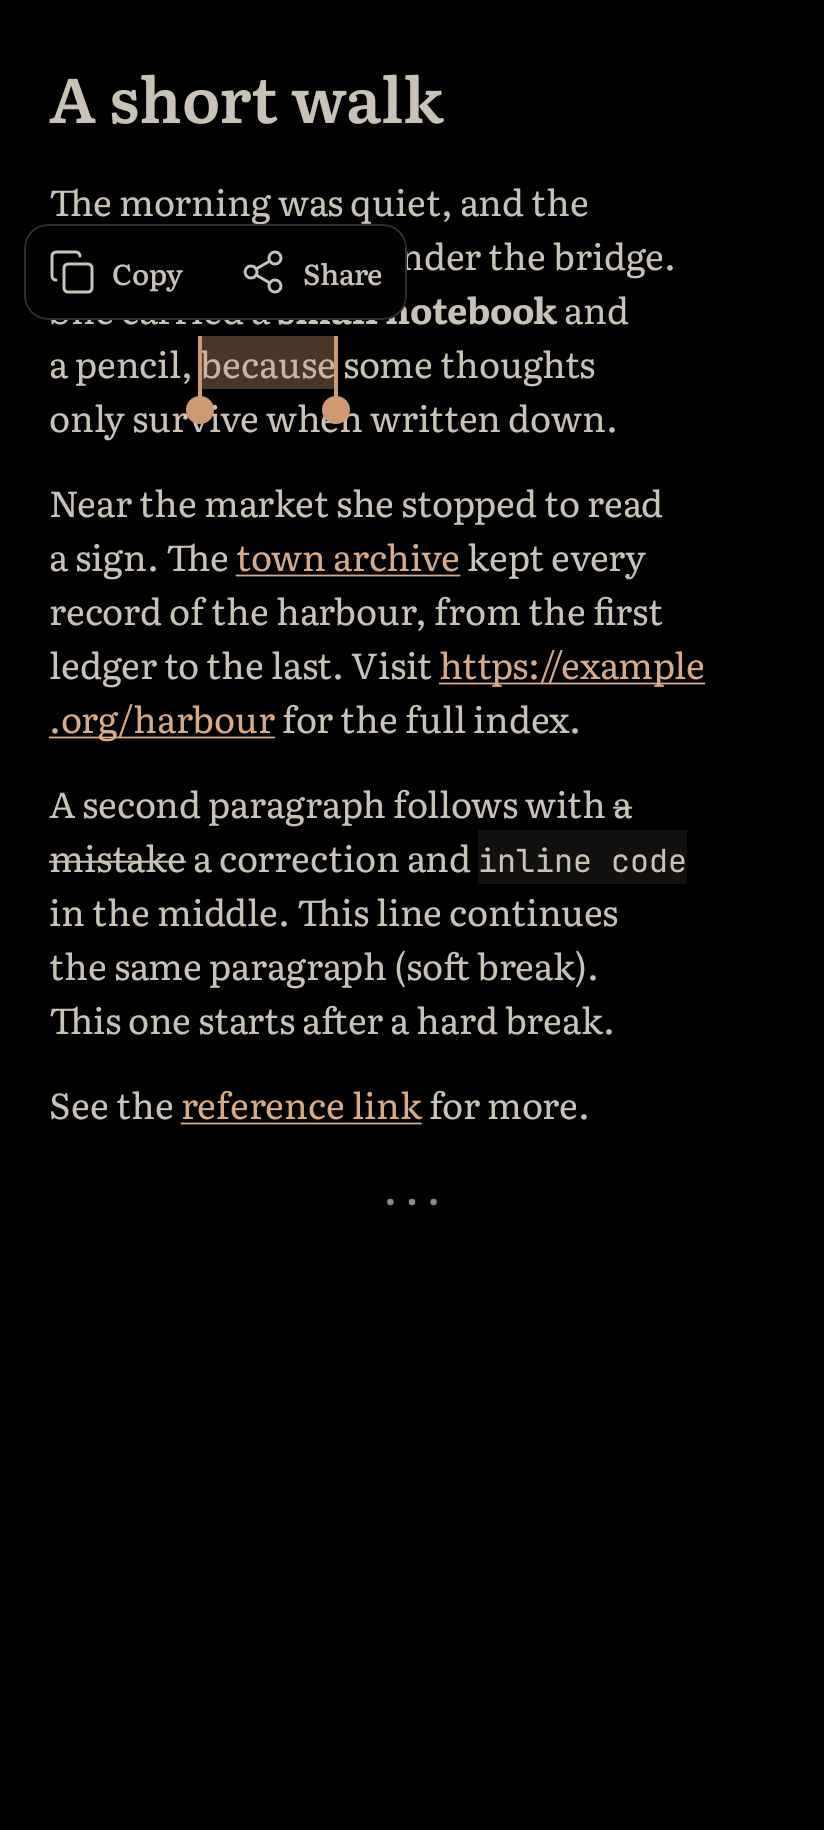 A short walk
The morning was quiet, and the
Copy Share
the bridge.
and
a pencil, because some thoughts
only survive when written down.
Near the market she stopped to read
a sign. The town archive kept every
record of the harbour, from the first
ledger to the last. Visit https://example
.org/harbour for the full index.
A second paragraph follows with a
mistake a correction and inline code
in the middle. This line continues
the same paragraph (soft break).
This one starts after a hard break.
See the reference link for more.
...